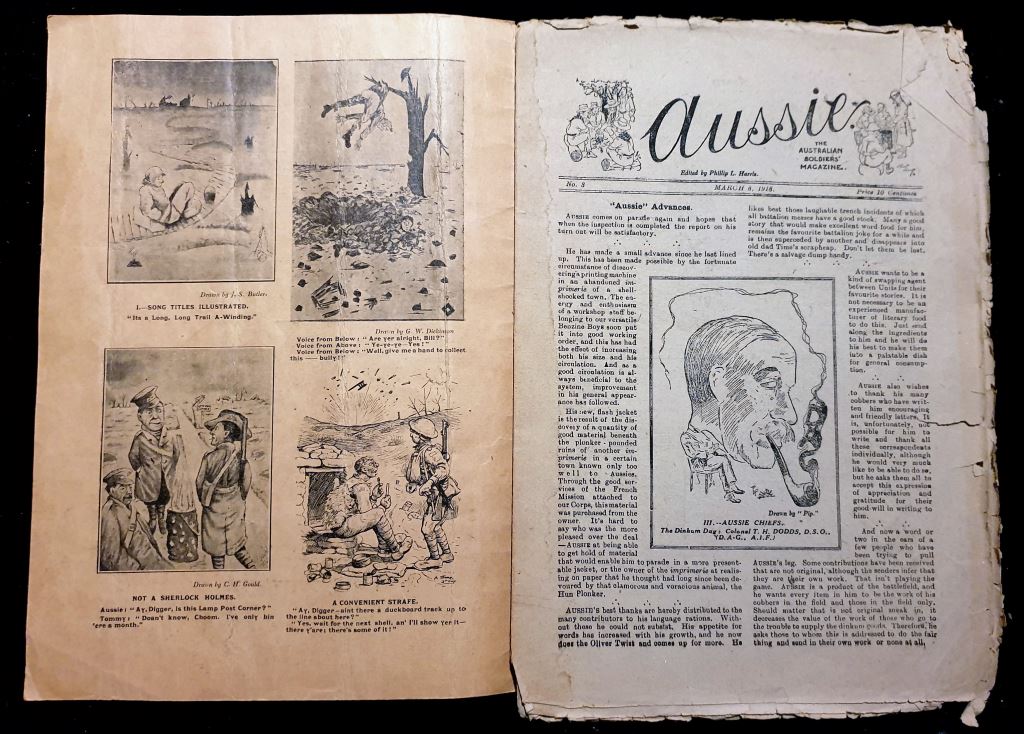 Drawn by J. S. Butler.
I.—SONG TITLES ILLUSTRATED.
"Its a Long, Long Trail A-Winding."
Drawn by G. W. Dickinson
Voice from Below: "Are yer alright, Bill?"
Voice from Above: "Ye-ye-ye- Yes!"
Voice from Below: "Well, give me a hand to collect
this —— bully!"
Drawn by C. H. Gould.
NOT A SHERLOCK HOLMES.
Aussie: "Ay, Digger, is this Lamp Post Corner?"
Tommy: "Doan't know, Choom. I've only bin
'ere a month."
A CONVENIENT STRAFE.
"Ay, Digger—aint there a duckboard track up to
the line about here?"
"Yes, wait for the next shell, an' I'll show yer it—
there y'are; there's some of it!"
Aussie:
THE
AUSTRALIAN
SOLDIERS'
MAGAZINE.
Edited by Phillip L. Harris.
No. 3
MARCH 8, 1918.
Price 10 Centimes
"Aussie" Advances.
AUSSIE comes on parade again and hopes that
when the inspection is completed the report on his
turn out will be satisfactory.
He has made a small advance since he last lined
up. This has been made possible by the fortunate
circumstance of discov-
ering a printing machine
in an abandoned im-
primerie of a shell-
shocked town. The en-
ergy and enthusiasm
of a workshop staff be-
longing to our versatile
Benzine Boys soon put
it into good working
order, and this has had
the effect of increasing
both his size and his
circulation. And as a
good circulation is al-
ways beneficial to the
system, improvement
in his general appear-
ance has followed.
His new, flash jacket
is the result of the dis-
covery of a quantity of
good material beneath
the plonker-pounded
ruins of another im-
primerie in a certain
town known only too
well to Aussies.
Through the good ser-
vices of the French
Mission attached to
our Corps, this material
was purchased from the
owner. It's hard to
say who was the more
pleased over the deal
—AUSSIE at being able
to get hold of material
that would enable him to parade in a more present-
able jacket, or the owner of the imprimerie at realis-
ing on paper that he thought had long since been de-
voured by that clamorous and voracious animal, the
Hun Plonker.
AUSSIE'S best thanks are hereby distributed to the
many contributors to his language rations. With-
out these he could not subsist. His appetite for
words has increased with his growth, and he now
does the Oliver Twist and comes up for more. He
likes best those laughable trench incidents of which
all battalion messes have a good stock. Many a good
story that would make excellent word food for him,
remains the favourite battalion joke for a while and
is then superceded by another and disappears into
old dad Time's scrapheap. Don't let them be lost.
There's a salvage dump handy.
AUSSIE wants to be a
kind of swapping agent
between Units for their
favourite stories. It is
not necessary to be an
experienced manufac-
turer of literary food
to do this. Just send
along the ingredients
to him and he will do
his best to make them
into a palatable dish
for general consump-
tion.
AUSSIE also wishes
to thank his many
cobbers who have writ-
ten him encouraging
and friendly letters. It
is, unfortunately, not
possible for him to
write and thank all
these correspondents
individually, although
he would very much
like to be able to do so,
but he asks them all to
accept this expression
of appreciation and
gratitude for their
good-will in writing to
him.
And now a word or
two in the ears of a
few people who have
been trying to pull
Drawn by "Pip."
III.—AUSSIE CHIEFS.
The Dinkum Dag: Colonel T. H. DODDS, D.S.O.,
(D.A.G., A.I.F.)
AUSSIE'S leg. Some contributions have been received
that are not original, although the senders infer that
they are their own work. That isn't playing the
game. AUSSIE is a product of the battlefield, and
he wants every item in him to be the work of his
cobbers in the field and those in the field only.
Should matter that is not original sneak in, it
decreases the value of the work of those who go to
the trouble to supply the dinkum goods. Therefore, he
asks those to whom this is addressed to do the fair
thing and send in their own work or none at all.